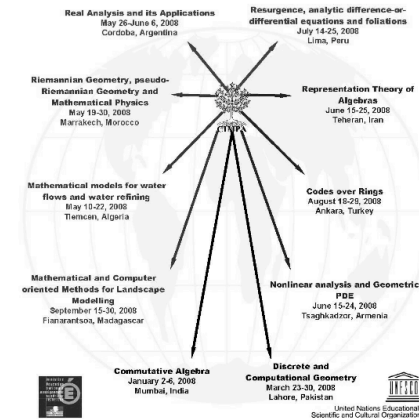 Real Analysis and its Applications
May 26-June 6, 2008
Cordoba, Argentina
Resurgence, analytic difference-or-
differential equations and foliations
July 14-25, 2008
Lima, Peru
Riemannian Geometry, pseudo-
Riemannian Geometry and
Mathematical Physics
May 19-30, 2008
Marrakech, Morocco
Representation Theory of
Algebras
June 15-25, 2008
Teheran, Iran
CIMPA
Mathematical models for water
flows and water refining
May 10-22, 2008
Tlemcen, Algeria
Codes over Rings
August 18-29, 2008
Ankara, Turkey
Mathematical and Computer
oriented Methods for Landscape
Modelling
September 15-30, 2008
Fianarantsoa, Madagascar
Nonlinear analysis and Geometric
PDE
June 15-24, 2008
Tsaghkadzor, Armenia
Commutative Algebra
January 2-6, 2008
Mumbai, India
Discrete and
Computational Geometry
March 23-30, 2008
Lahore, Pakistan
UNESCO
United Nations Educational
Scientific and Cultural Organization